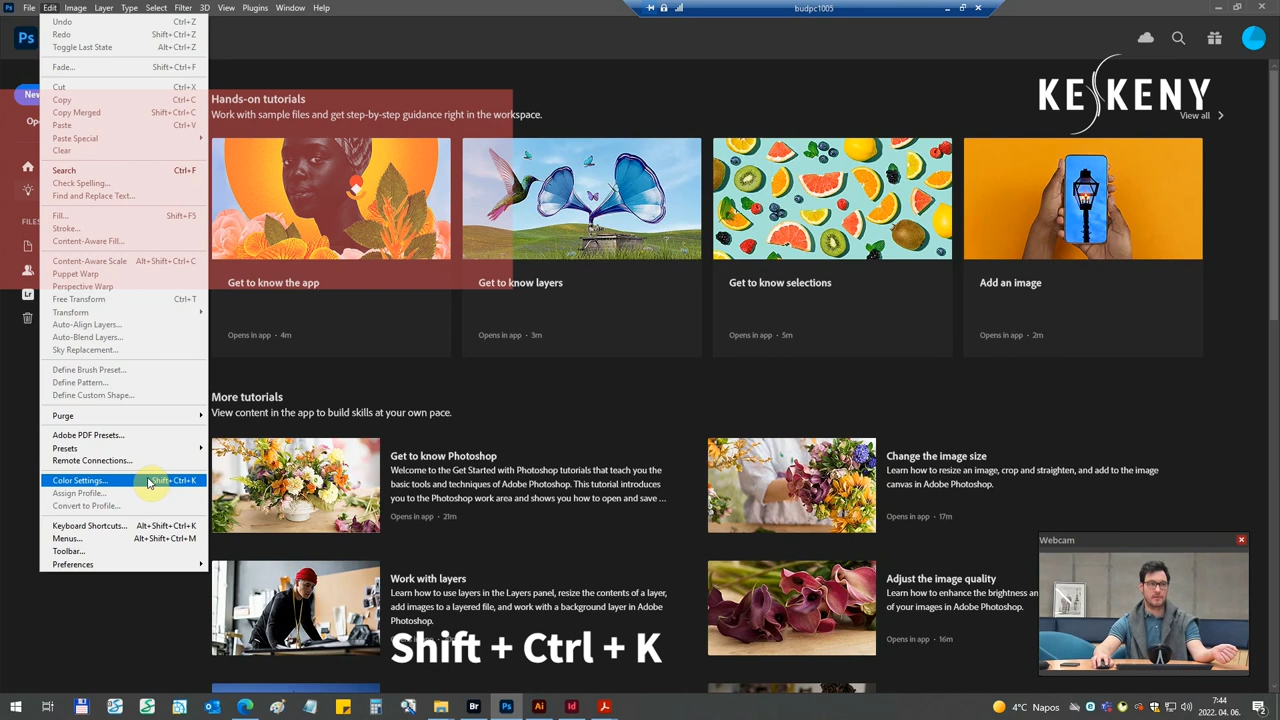 Ps File Edit Image Layer Type Select Filter 3D View Plugins Window Help
budpc1005
Ps
New
Ope
FILES
Lr
Undo Ctrl+Z
Redo Shift+Ctrl+Z
Toggle Last State Alt+Ctrl+Z
Fade... Shift+Ctrl+F
Cut Ctrl+X
Copy Ctrl+C
Copy Merged Shift+Ctrl+C
Paste Ctrl+V
Paste Special
Clear
Search Ctrl+F
Check Spelling...
Find and Replace Text...
Fill... Shift+F5
Stroke...
Content-Aware Fill...
Content-Aware Scale Alt+Shift+Ctrl+C
Puppet Warp
Perspective Warp
Free Transform Ctrl+T
Transform
Auto-Align Layers...
Auto-Blend Layers...
Sky Replacement...
Define Brush Preset...
Define Pattern...
Define Custom Shape...
Purge
Adobe PDF Presets...
Presets
Remote Connections...
Color Settings... Shift+Ctrl+K
Assign Profile...
Convert to Profile...
Keyboard Shortcuts... Alt+Shift+Ctrl+K
Menus... Alt+Shift+Ctrl+M
Toolbar...
Preferences
KESKENY
Hands-on tutorials
Work with sample files and get step-by-step guidance right in the workspace.
View all
Get to know the app
Opens in app • 4m
Get to know layers
Opens in app • 3m
Get to know selections
Opens in app • 5m
Add an image
Opens in app • 2m
More tutorials
View content in the app to build skills at your own pace.
Get to know Photoshop
Welcome to the Get Started with Photoshop tutorials that teach you the
basic tools and techniques of Adobe Photoshop. This tutorial introduces
you to the Photoshop work area and shows you how to open and save ...
Opens in app • 21m
Change the image size
Learn how to resize an image, crop and straighten, and add to the image
canvas in Adobe Photoshop.
Opens in app • 17m
Work with layers
Learn how to use layers in the Layers panel, resize the contents of a layer,
add images to a layered file, and work with a background layer in Adobe
Photoshop.
Adjust the image quality
Learn how to enhance the brightness an
of your images in Adobe Photoshop.
Opens in app • 16m
Shift + Ctrl + K
Webcam
Br Ps Ai Id
4°C Napos
7:44
2022. 04. 06.